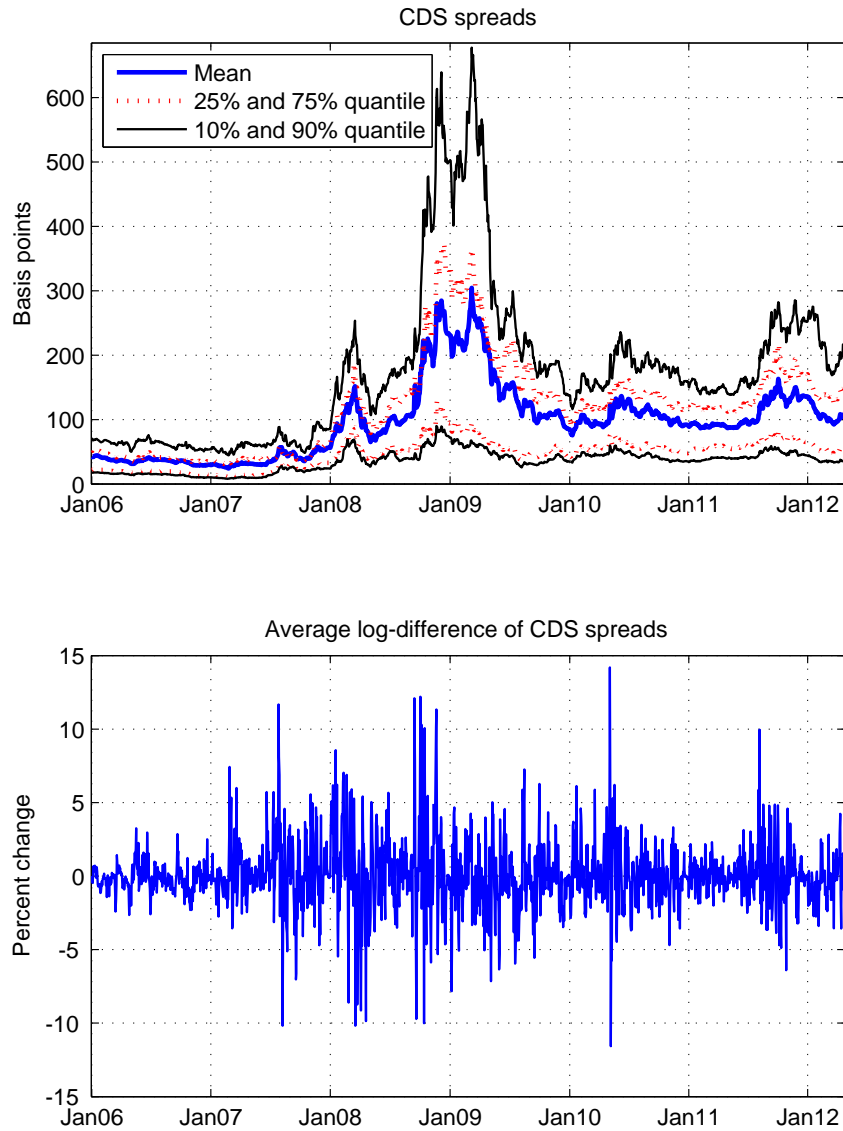 CDS spreads
Mean
25% and 75% quantile
10% and 90% quantile
Basis points
600
500
400
300
200
100
0
Jan06 Jan07 Jan08 Jan09 Jan10 Jan11 Jan12
Average log-difference of CDS spreads
Percent change
15
10
5
0
-5
-10
-15
Jan06 Jan07 Jan08 Jan09 Jan10 Jan11 Jan12